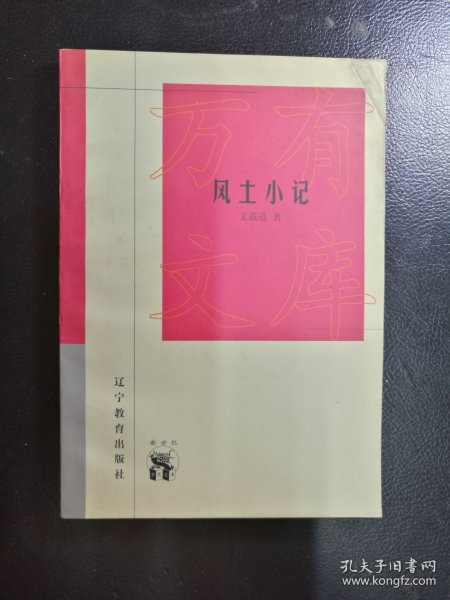 万有
文库
风土小记
文载道 著
辽宁教育出版社
新世纪
孔夫子旧书网
www.kongfz.com